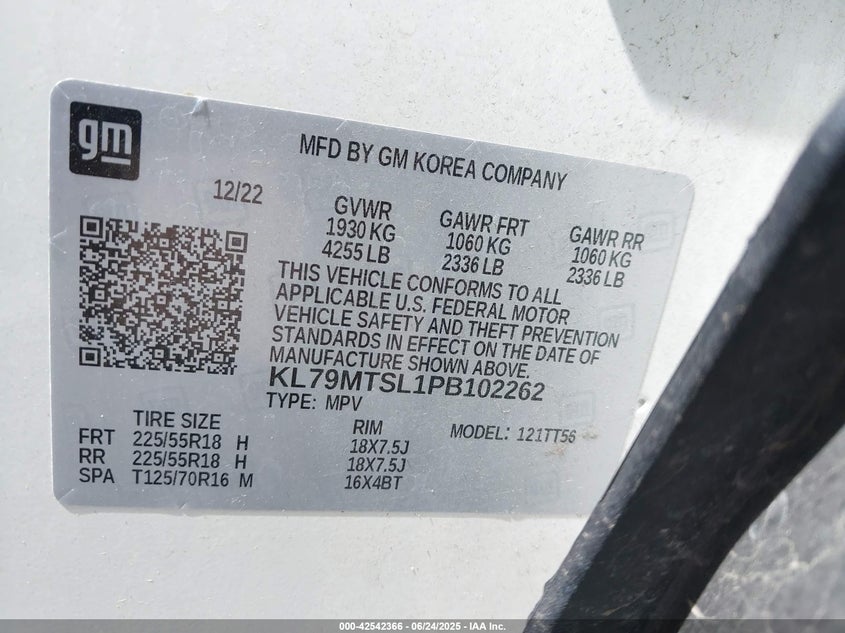 gm
MFD BY GM KOREA COMPANY
12/22
GVWR
1930 KG
4255 LB
GAWR FRT
1060 KG
2336 LB
GAWR RR
1060 KG
2336 LB
THIS VEHICLE CONFORMS TO ALL
APPLICABLE U.S. FEDERAL MOTOR
VEHICLE SAFETY AND THEFT PREVENTION
STANDARDS IN EFFECT ON THE DATE OF
MANUFACTURE SHOWN ABOVE.
KL79MTSL1PB102262
TYPE: MPV
MODEL: 121TT56
TIRE SIZE RIM
FRT 225/55R18 H 18X7.5J
RR 225/55R18 H 18X7.5J
SPA T125/70R16 M 16X4BT
000-42542366 - 06/24/2025 - IAA Inc.